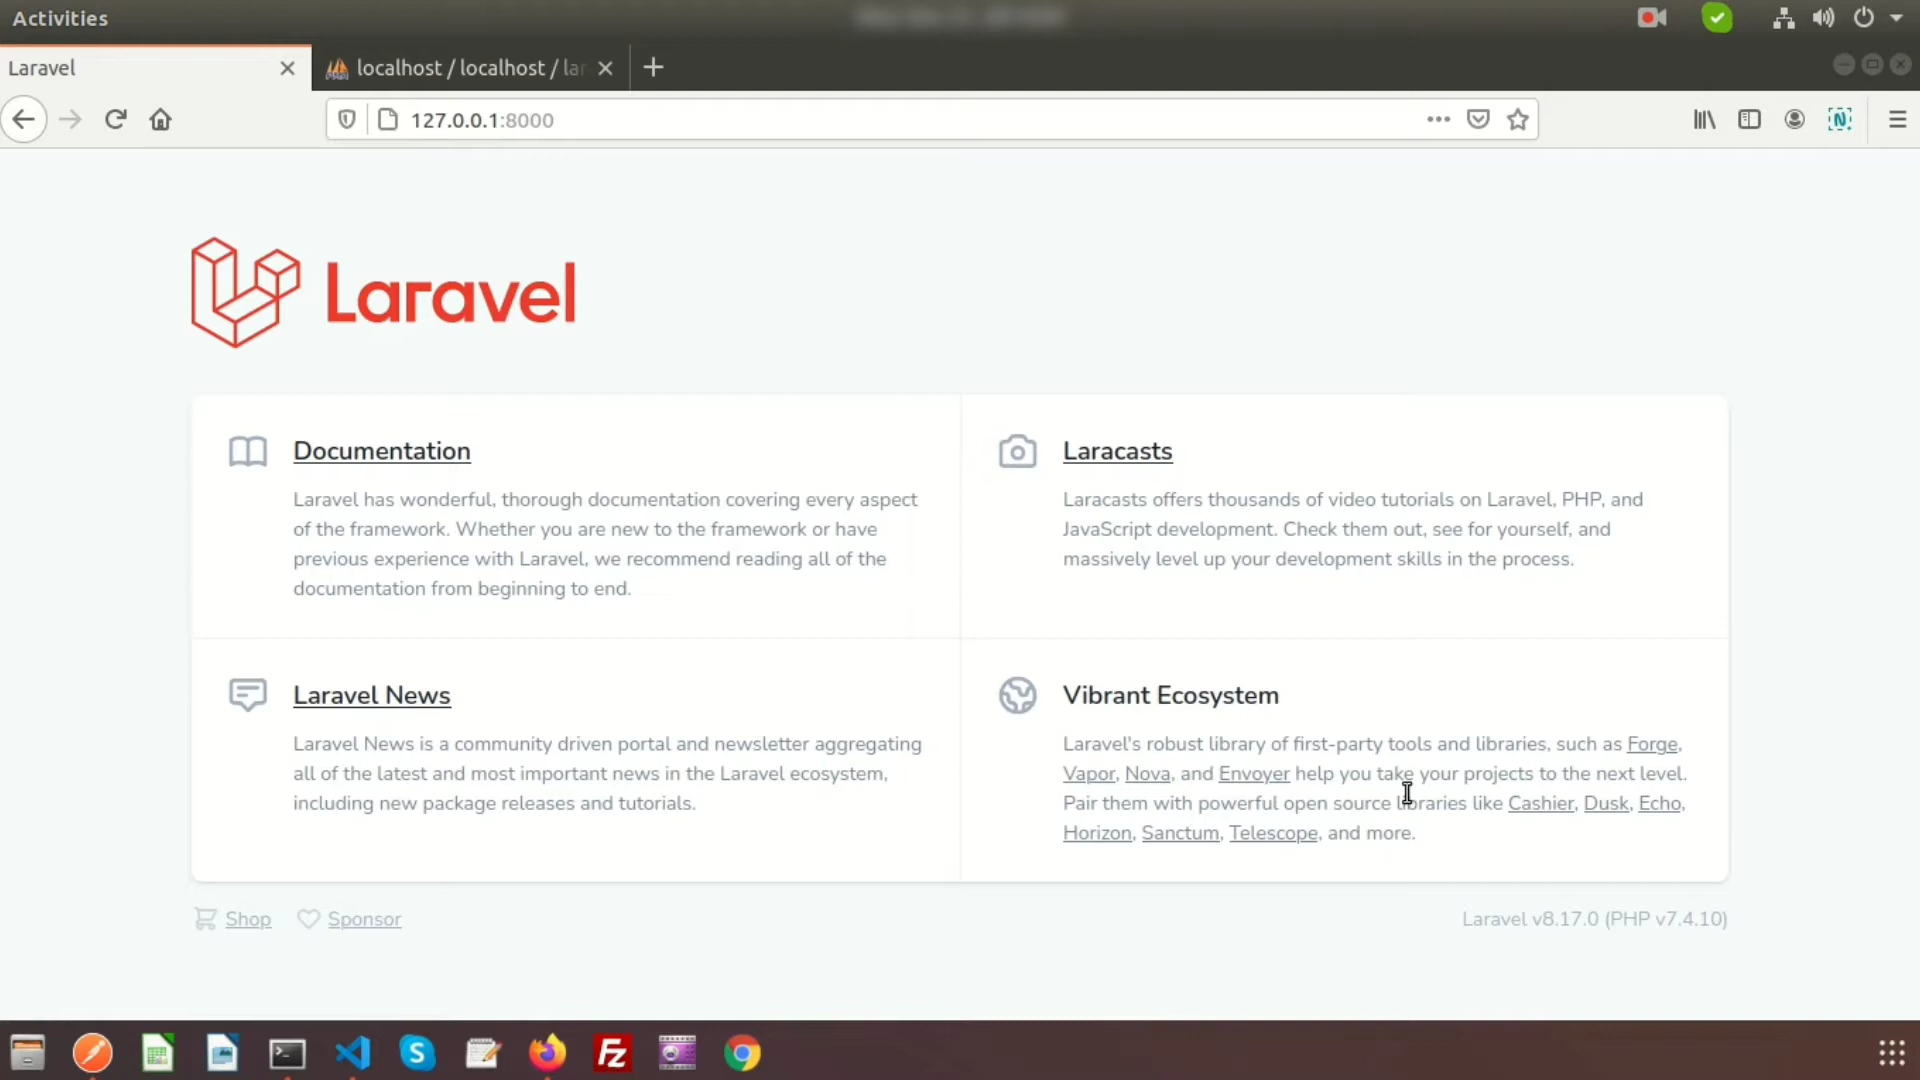 Activities
Laravel
localhost / localhost / lar
127.0.0.1:8000
Laravel
Documentation
Laravel has wonderful, thorough documentation covering every aspect
of the framework. Whether you are new to the framework or have
previous experience with Laravel, we recommend reading all of the
documentation from beginning to end.
Laracasts
Laracasts offers thousands of video tutorials on Laravel, PHP, and
JavaScript development. Check them out, see for yourself, and
massively level up your development skills in the process.
Laravel News
Laravel News is a community driven portal and newsletter aggregating
all of the latest and most important news in the Laravel ecosystem,
including new package releases and tutorials.
Vibrant Ecosystem
Laravel's robust library of first-party tools and libraries, such as Forge,
Vapor, Nova, and Envoyer help you take your projects to the next level.
Pair them with powerful open source libraries like Cashier, Dusk, Echo,
Horizon, Sanctum, Telescope, and more.
Shop
Sponsor
Laravel v8.17.0 (PHP v7.4.10)